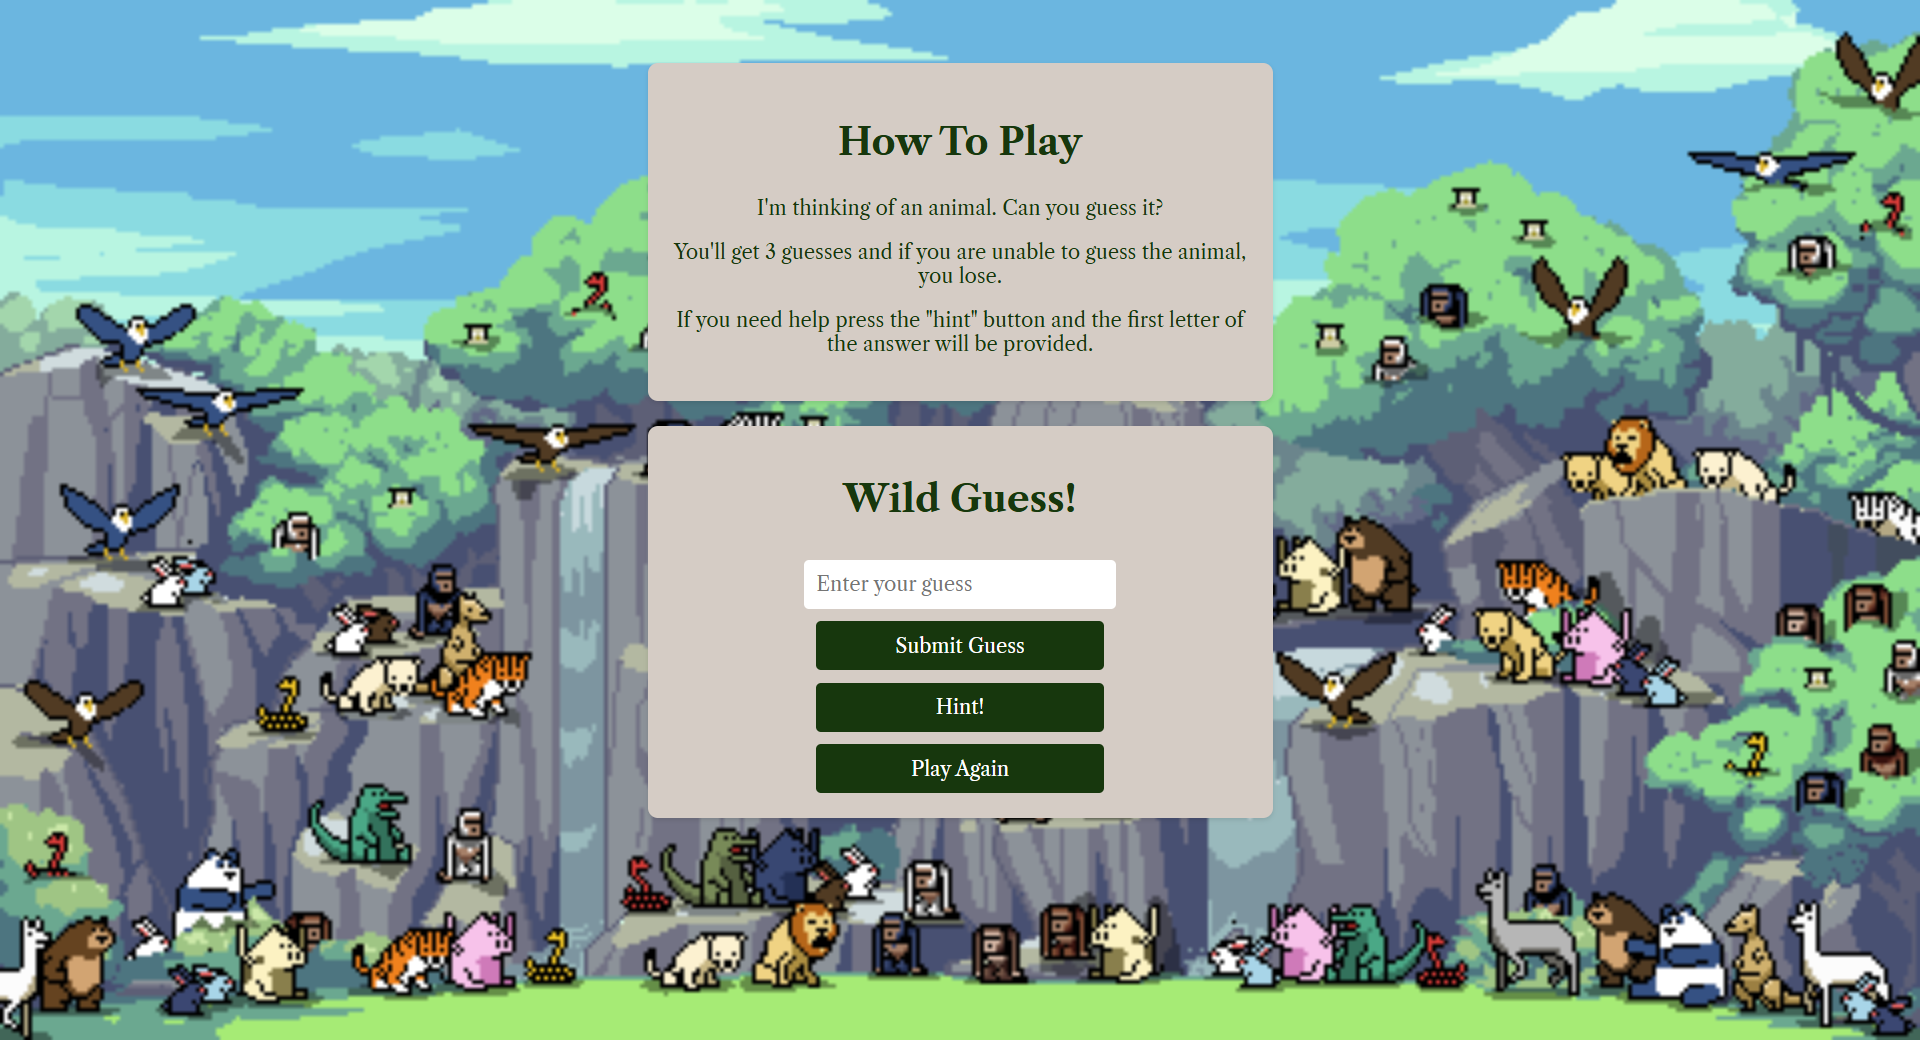 How To Play
I'm thinking of an animal. Can you guess it?
You'll get 3 guesses and if you are unable to guess the animal,
you lose.
If you need help press the "hint" button and the first letter of
the answer will be provided.
Wild Guess!
Enter your guess
Submit Guess
Hint!
Play Again